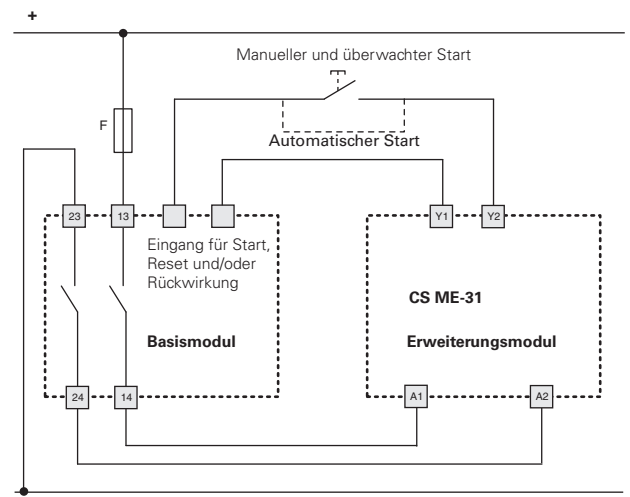 +
Manueller und überwachter Start
F
Automatischer Start
23
13
Y1
Y2
Eingang für Start,
Reset und/oder
Rückwirkung
CS ME-31
Basismodul
Erweiterungsmodul
24
14
A1
A2